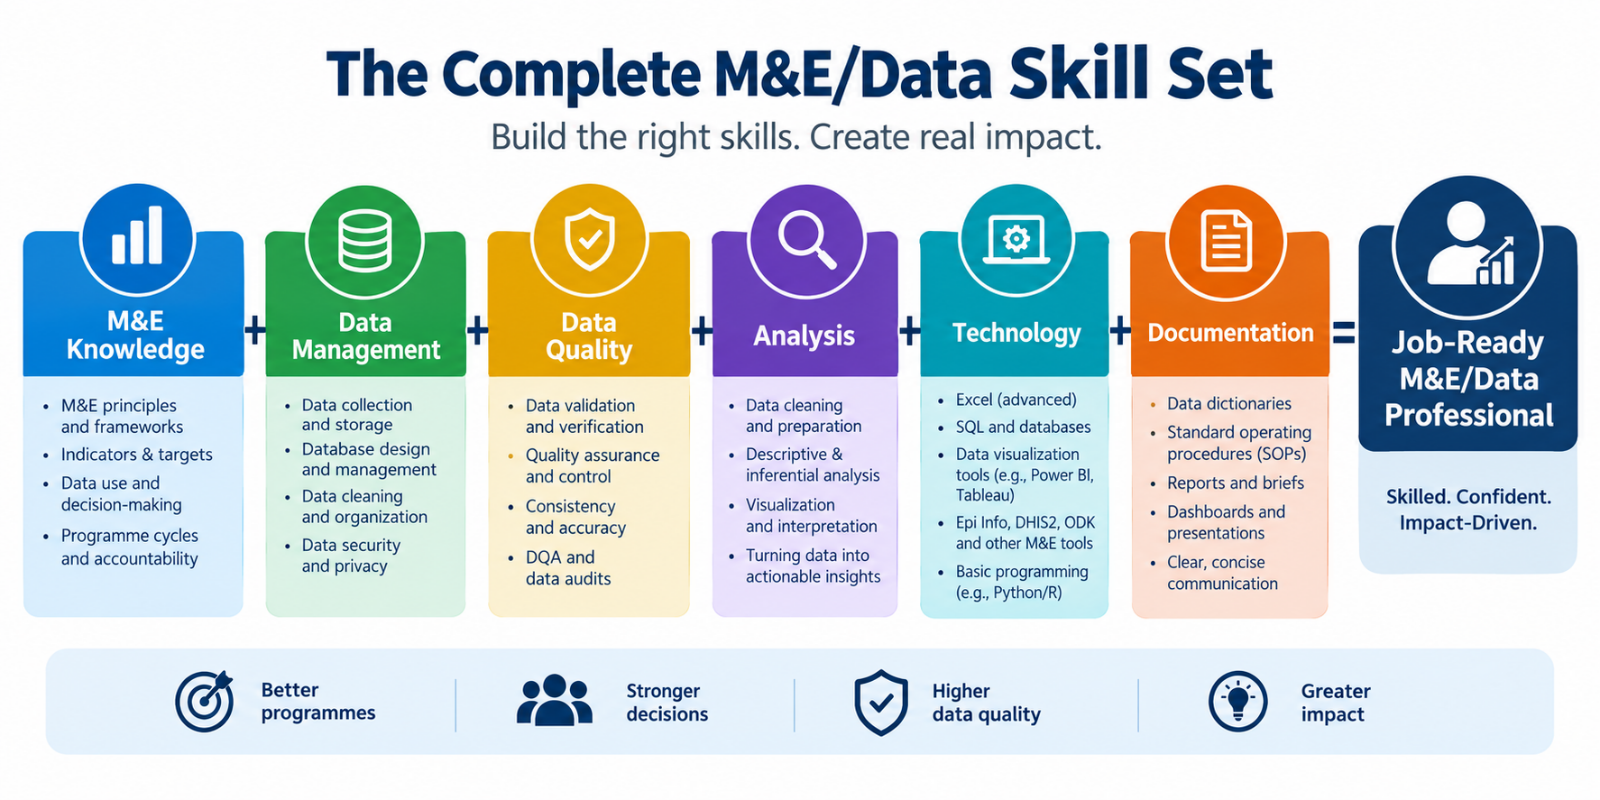 The Complete M&E/Data Skill Set
Build the right skills. Create real impact.
M&E
Knowledge
• M&E principles
and frameworks
• Indicators & targets
• Data use and
decision-making
• Programme cycles
and accountability
+
Data
Management
• Data collection
and storage
• Database design
and management
• Data cleaning
and organization
• Data security
and privacy
+
Data
Quality
• Data validation
and verification
• Quality assurance
and control
• Consistency
and accuracy
• DQA and
data audits
+
Analysis
• Data cleaning
and preparation
• Descriptive &
inferential analysis
• Visualization
and interpretation
• Turning data into
actionable insights
+
Technology
• Excel (advanced)
• SQL and databases
• Data visualization
tools (e.g., Power BI,
Tableau)
• Epi Info, DHIS2, ODK
and other M&E tools
• Basic programming
(e.g., Python/R)
+
Documentation
• Data dictionaries
• Standard operating
procedures (SOPs)
• Reports and briefs
• Dashboards and
presentations
• Clear, concise
communication
=
Job-Ready
M&E/Data
Professional
Skilled. Confident.
Impact-Driven.
Better
programmes
Stronger
decisions
Higher
data quality
Greater
impact